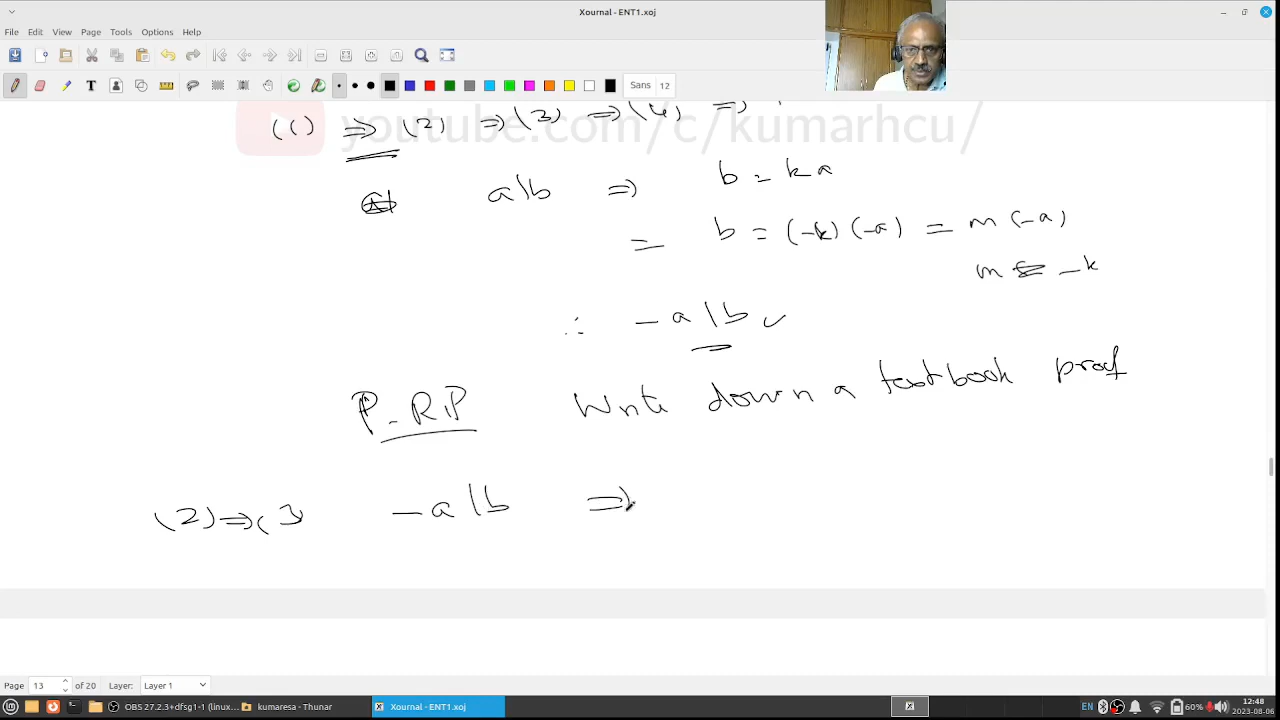 Xournal - ENT1.xoj
File Edit View Page Tools Options Help
Sans 12
youtube.com/c/kumarhcu/
(1) ⇒ (2) ⇒ (3) ⇒ (4) ⇒
a|b ⇒ b = ka
= b = (-k)(-a) = m(-a)
m = -k
∴ -a|b ✓
P-RP Write down a textbook proof
(2) ⇒ (3 -a|b ⇒
Page 13 of 20 Layer: Layer 1
OBS 27.2.3+dfsg1-1 (linux... kumaresa - Thunar Xournal - ENT1.xoj EN 60% 12:48
2023-08-06